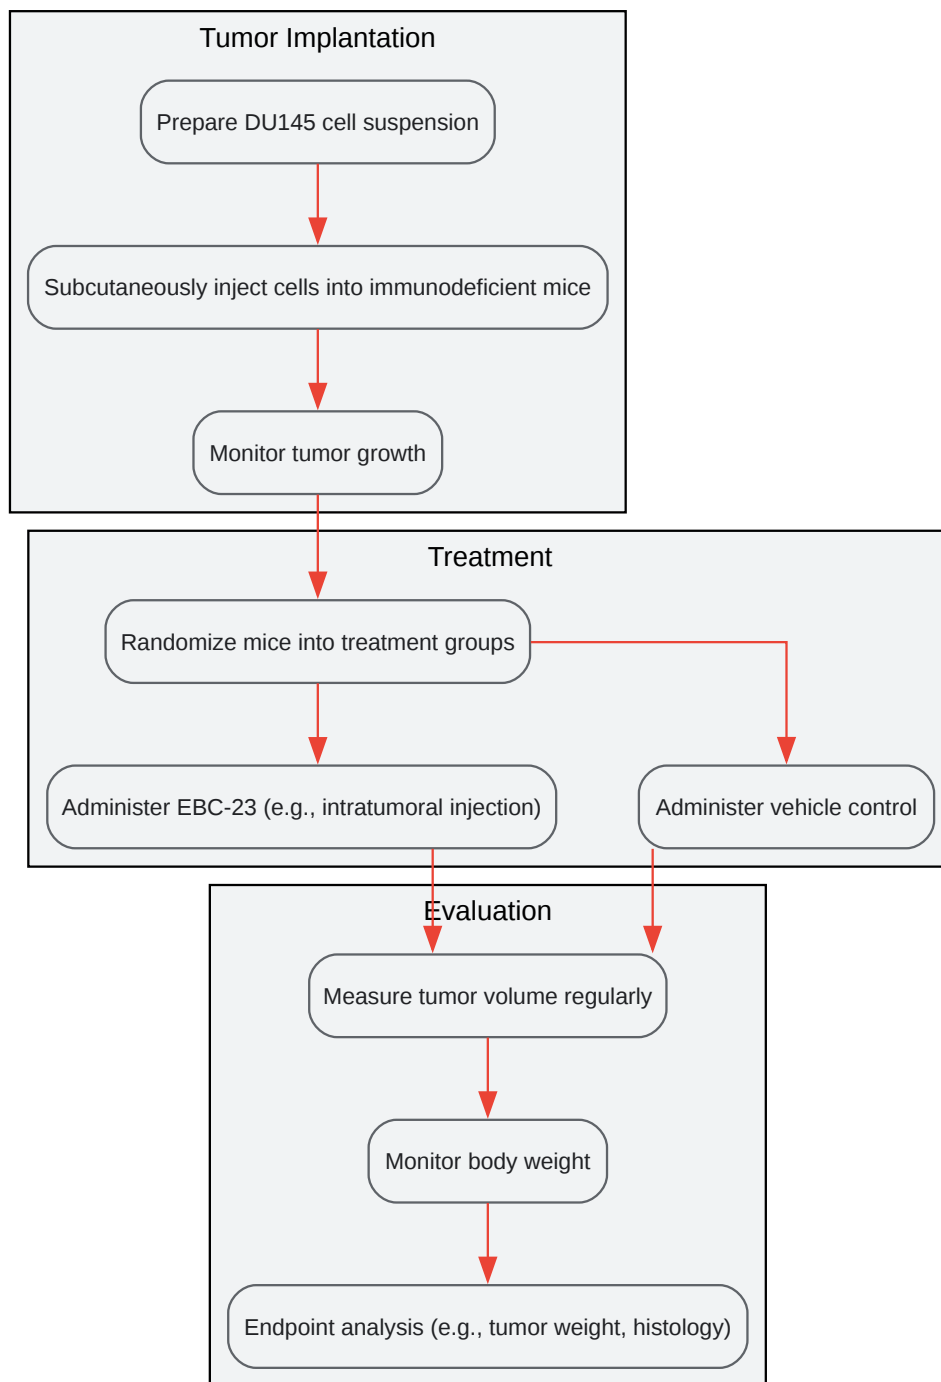 Tumor Implantation
Prepare DU145 cell suspension
Subcutaneously inject cells into immunodeficient mice
Monitor tumor growth
Treatment
Randomize mice into treatment groups
Administer EBC-23 (e.g., intratumoral injection)
Administer vehicle control
Evaluation
Measure tumor volume regularly
Monitor body weight
Endpoint analysis (e.g., tumor weight, histology)